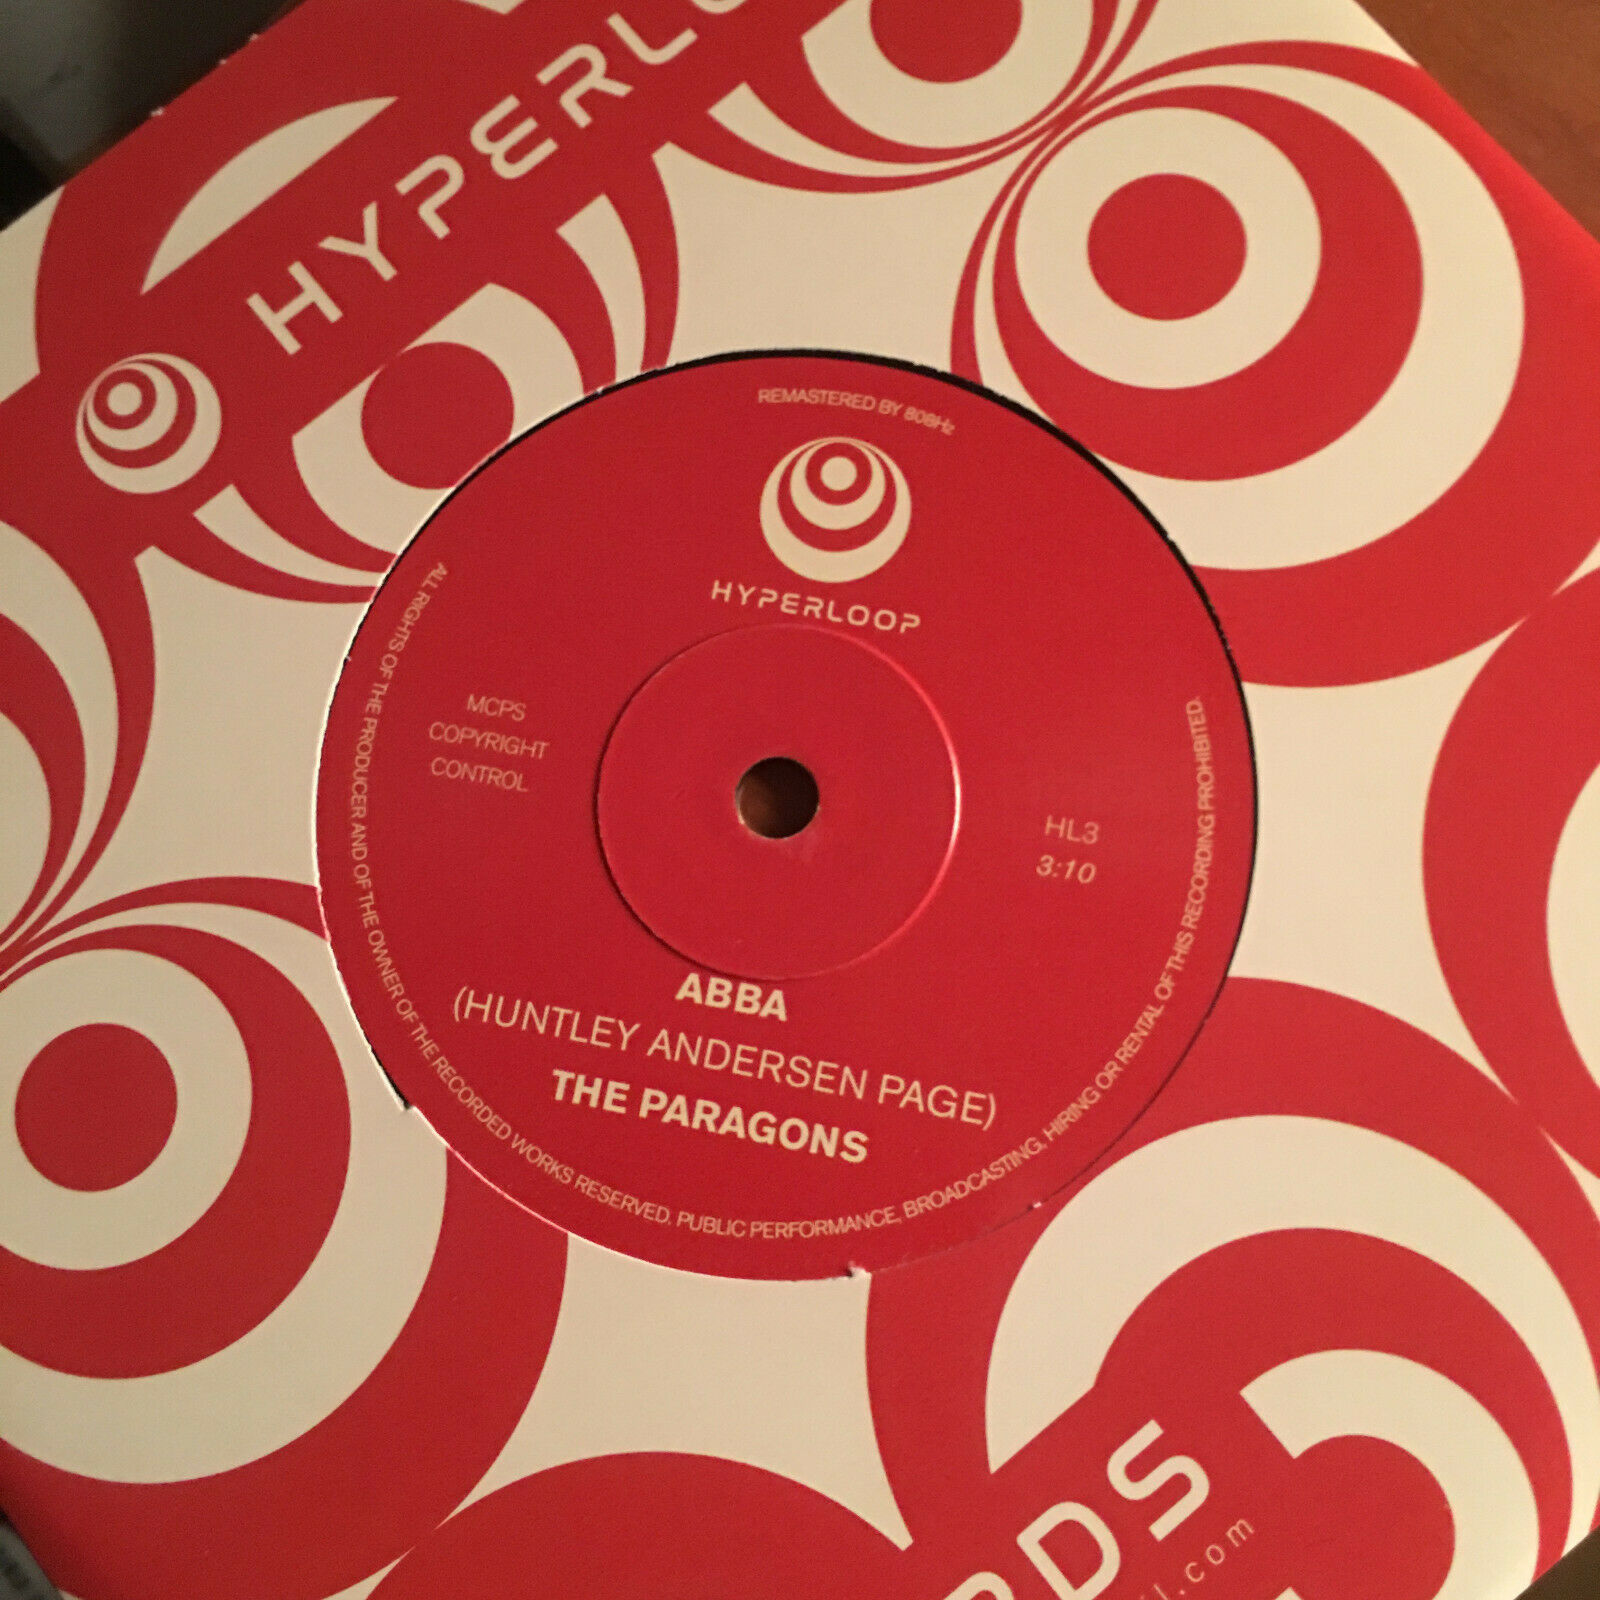 HYPERLO
REMASTERED BY 808Hz
HYPERLOOP
MCPS
COPYRIGHT
CONTROL
HL3
3:10
ABBA
(HUNTLEY ANDERSEN PAGE)
THE PARAGONS
ALL RIGHTS OF THE PRODUCER AND OF THE OWNER OF THE RECORDED WORKS RESERVED. PUBLIC PERFORMANCE, BROADCASTING, HIRING OR RENTAL OF THIS RECORDING PROHIBITED.
RDS
l.com